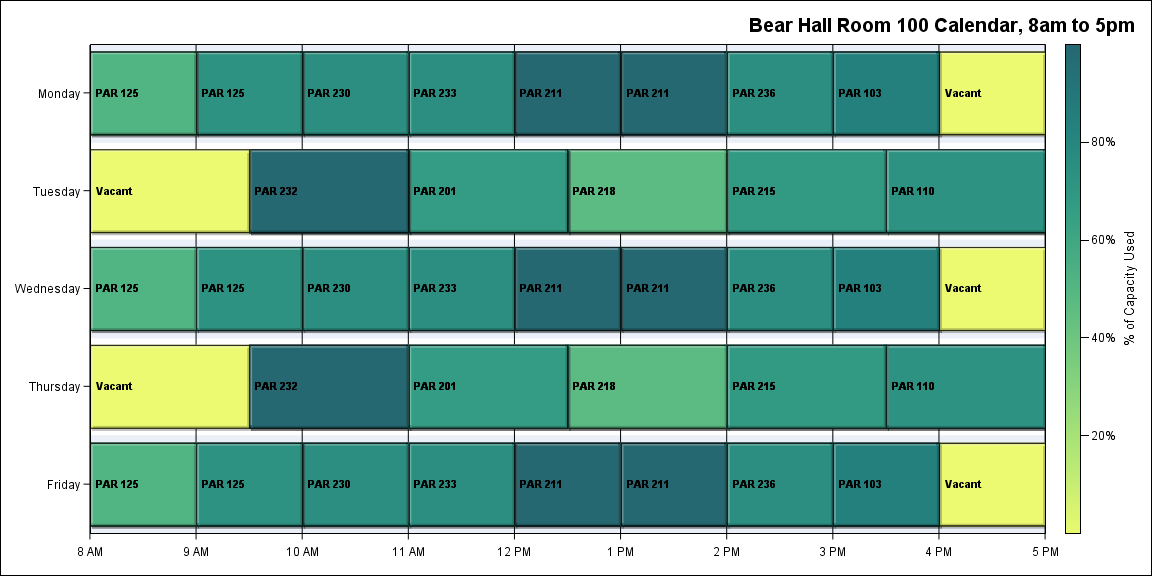 Bear Hall Room 100 Calendar, 8am to 5pm
Monday PAR 125 PAR 125 PAR 230 PAR 233 PAR 211 PAR 211 PAR 236 PAR 103 Vacant
Tuesday Vacant PAR 232 PAR 201 PAR 218 PAR 215 PAR 110
Wednesday PAR 125 PAR 125 PAR 230 PAR 233 PAR 211 PAR 211 PAR 236 PAR 103 Vacant
Thursday Vacant PAR 232 PAR 201 PAR 218 PAR 215 PAR 110
Friday PAR 125 PAR 125 PAR 230 PAR 233 PAR 211 PAR 211 PAR 236 PAR 103 Vacant
8 AM 9 AM 10 AM 11 AM 12 PM 1 PM 2 PM 3 PM 4 PM 5 PM
80%
60%
40%
20%
% of Capacity Used